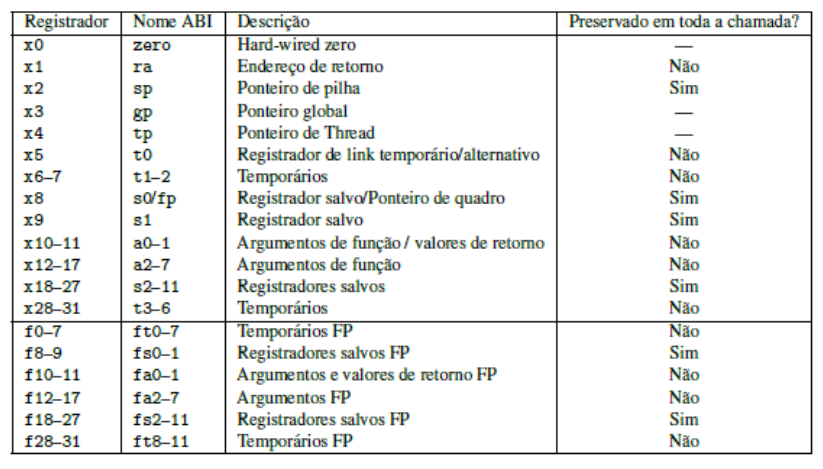 Registrador Nome ABI Descrição Preservado em toda a chamada?
x0 zero Hard-wired zero —
x1 ra Endereço de retorno Não
x2 sp Ponteiro de pilha Sim
x3 gp Ponteiro global —
x4 tp Ponteiro de Thread —
x5 t0 Registrador de link temporário/alternativo Não
x6–7 t1–2 Temporários Não
x8 s0/fp Registrador salvo/Ponteiro de quadro Sim
x9 s1 Registrador salvo Sim
x10–11 a0–1 Argumentos de função / valores de retorno Não
x12–17 a2–7 Argumentos de função Não
x18–27 s2–11 Registradores salvos Sim
x28–31 t3–6 Temporários Não
f0–7 ft0–7 Temporários FP Não
f8–9 fs0–1 Registradores salvos FP Sim
f10–11 fa0–1 Argumentos e valores de retorno FP Não
f12–17 fa2–7 Argumentos FP Não
f18–27 fs2–11 Registradores salvos FP Sim
f28–31 ft8–11 Temporários FP Não